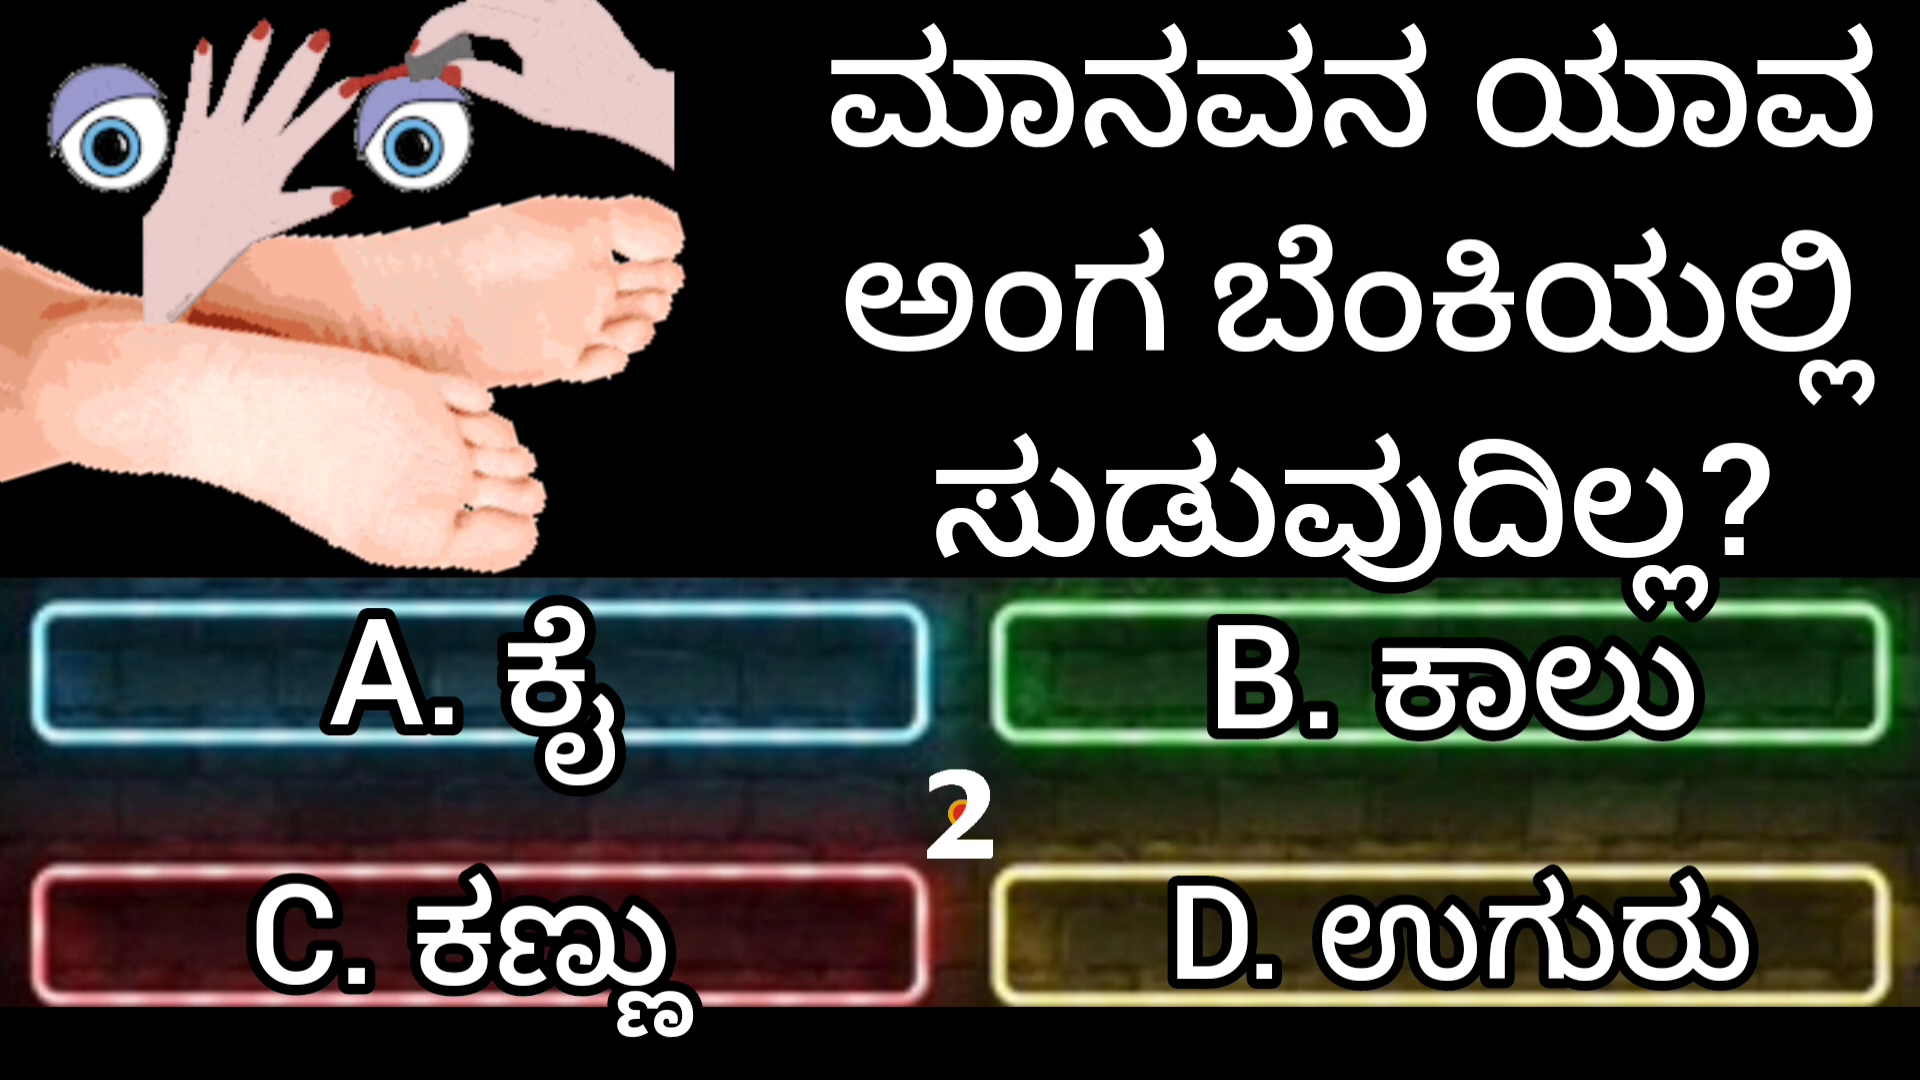 ಮಾನವನ ಯಾವ
ಅಂಗ ಬೆಂಕಿಯಲ್ಲಿ
ಸುಡುವುದಿಲ್ಲ?
A. ಕೈ
B. ಕಾಲು
2
C. ಕಣ್ಣು
D. ಉಗುರು